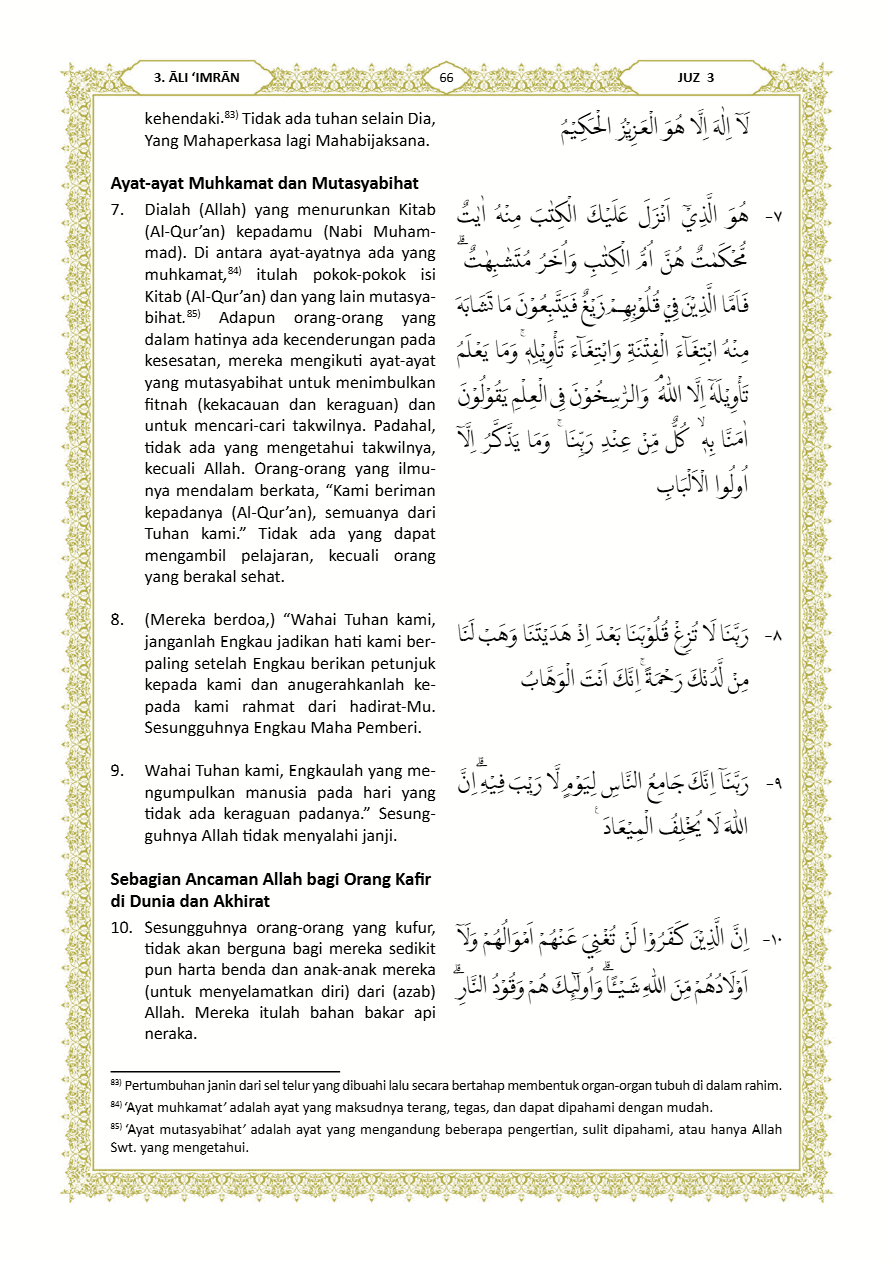 3. ĀLI ‘IMRĀN
66
JUZ 3
kehendaki.83) Tidak ada tuhan selain Dia,
Yang Mahaperkasa lagi Mahabijaksana.
لَآ اِلٰهَ اِلَّا هُوَ الْعَزِيْزُ الْحَكِيْمُ
Ayat-ayat Muhkamat dan Mutasyabihat
7. Dialah (Allah) yang menurunkan Kitab
(Al-Qur’an) kepadamu (Nabi Muham-
mad). Di antara ayat-ayatnya ada yang
muhkamat,84) itulah pokok-pokok isi
Kitab (Al-Qur’an) dan yang lain mutasya-
bihat.85) Adapun orang-orang yang
dalam hatinya ada kecenderungan pada
kesesatan, mereka mengikuti ayat-ayat
yang mutasyabihat untuk menimbulkan
fitnah (kekacauan dan keraguan) dan
untuk mencari-cari takwilnya. Padahal,
tidak ada yang mengetahui takwilnya,
kecuali Allah. Orang-orang yang ilmu-
nya mendalam berkata, “Kami beriman
kepadanya (Al-Qur’an), semuanya dari
Tuhan kami.” Tidak ada yang dapat
mengambil pelajaran, kecuali orang
yang berakal sehat.
٧- هُوَ الَّذِيْٓ اَنْزَلَ عَلَيْكَ الْكِتٰبَ مِنْهُ اٰيٰتٌ
مُّحْكَمٰتٌ هُنَّ اُمُّ الْكِتٰبِ وَاُخَرُ مُتَشٰبِهٰتٌ ۗ
فَاَمَّا الَّذِيْنَ فِيْ قُلُوْبِهِمْ زَيْغٌ فَيَتَّبِعُوْنَ مَا تَشَابَهَ
مِنْهُ ابْتِغَاۤءَ الْفِتْنَةِ وَابْتِغَاۤءَ تَأْوِيْلِهٖۚ وَمَا يَعْلَمُ
تَأْوِيْلَهٗٓ اِلَّا اللّٰهُ ۘ وَالرّٰسِخُوْنَ فِى الْعِلْمِ يَقُوْلُوْنَ
اٰمَنَّا بِهٖۙ كُلٌّ مِّنْ عِنْدِ رَبِّنَا ۚ وَمَا يَذَّكَّرُ اِلَّآ
اُولُوا الْاَلْبَابِ
8. (Mereka berdoa,) “Wahai Tuhan kami,
janganlah Engkau jadikan hati kami ber-
paling setelah Engkau berikan petunjuk
kepada kami dan anugerahkanlah ke-
pada kami rahmat dari hadirat-Mu.
Sesungguhnya Engkau Maha Pemberi.
٨- رَبَّنَا لَا تُزِغْ قُلُوْبَنَا بَعْدَ اِذْ هَدَيْتَنَا وَهَبْ لَنَا
مِنْ لَّدُنْكَ رَحْمَةًۚ اِنَّكَ اَنْتَ الْوَهَّابُ
9. Wahai Tuhan kami, Engkaulah yang me-
ngumpulkan manusia pada hari yang
tidak ada keraguan padanya.” Sesung-
guhnya Allah tidak menyalahi janji.
٩- رَبَّنَآ اِنَّكَ جَامِعُ النَّاسِ لِيَوْمٍ لَّا رَيْبَ فِيْهِ ۗاِنَّ
اللّٰهَ لَا يُخْلِفُ الْمِيْعَادَ ࣖ
Sebagian Ancaman Allah bagi Orang Kafir
di Dunia dan Akhirat
10. Sesungguhnya orang-orang yang kufur,
tidak akan berguna bagi mereka sedikit
pun harta benda dan anak-anak mereka
(untuk menyelamatkan diri) dari (azab)
Allah. Mereka itulah bahan bakar api
neraka.
١٠- اِنَّ الَّذِيْنَ كَفَرُوْا لَنْ تُغْنِيَ عَنْهُمْ اَمْوَالُهُمْ وَلَآ
اَوْلَادُهُمْ مِّنَ اللّٰهِ شَيْـًٔا ۗوَاُولٰۤىِٕكَ هُمْ وَقُوْدُ النَّارِۗ
83) Pertumbuhan janin dari sel telur yang dibuahi lalu secara bertahap membentuk organ-organ tubuh di dalam rahim.
84) ‘Ayat muhkamat’ adalah ayat yang maksudnya terang, tegas, dan dapat dipahami dengan mudah.
85) ‘Ayat mutasyabihat’ adalah ayat yang mengandung beberapa pengertian, sulit dipahami, atau hanya Allah
Swt. yang mengetahui.